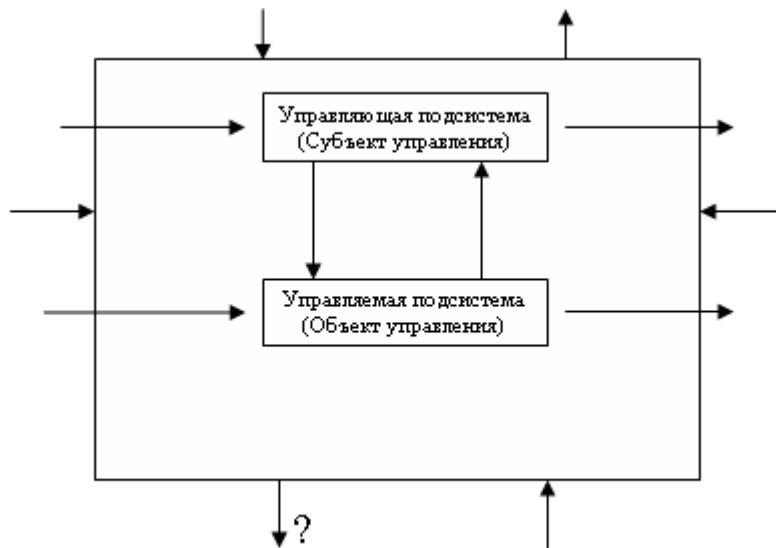 Управляющая подсистема
(Субъект управления)
Управляемая подсистема
(Объект управления)
?